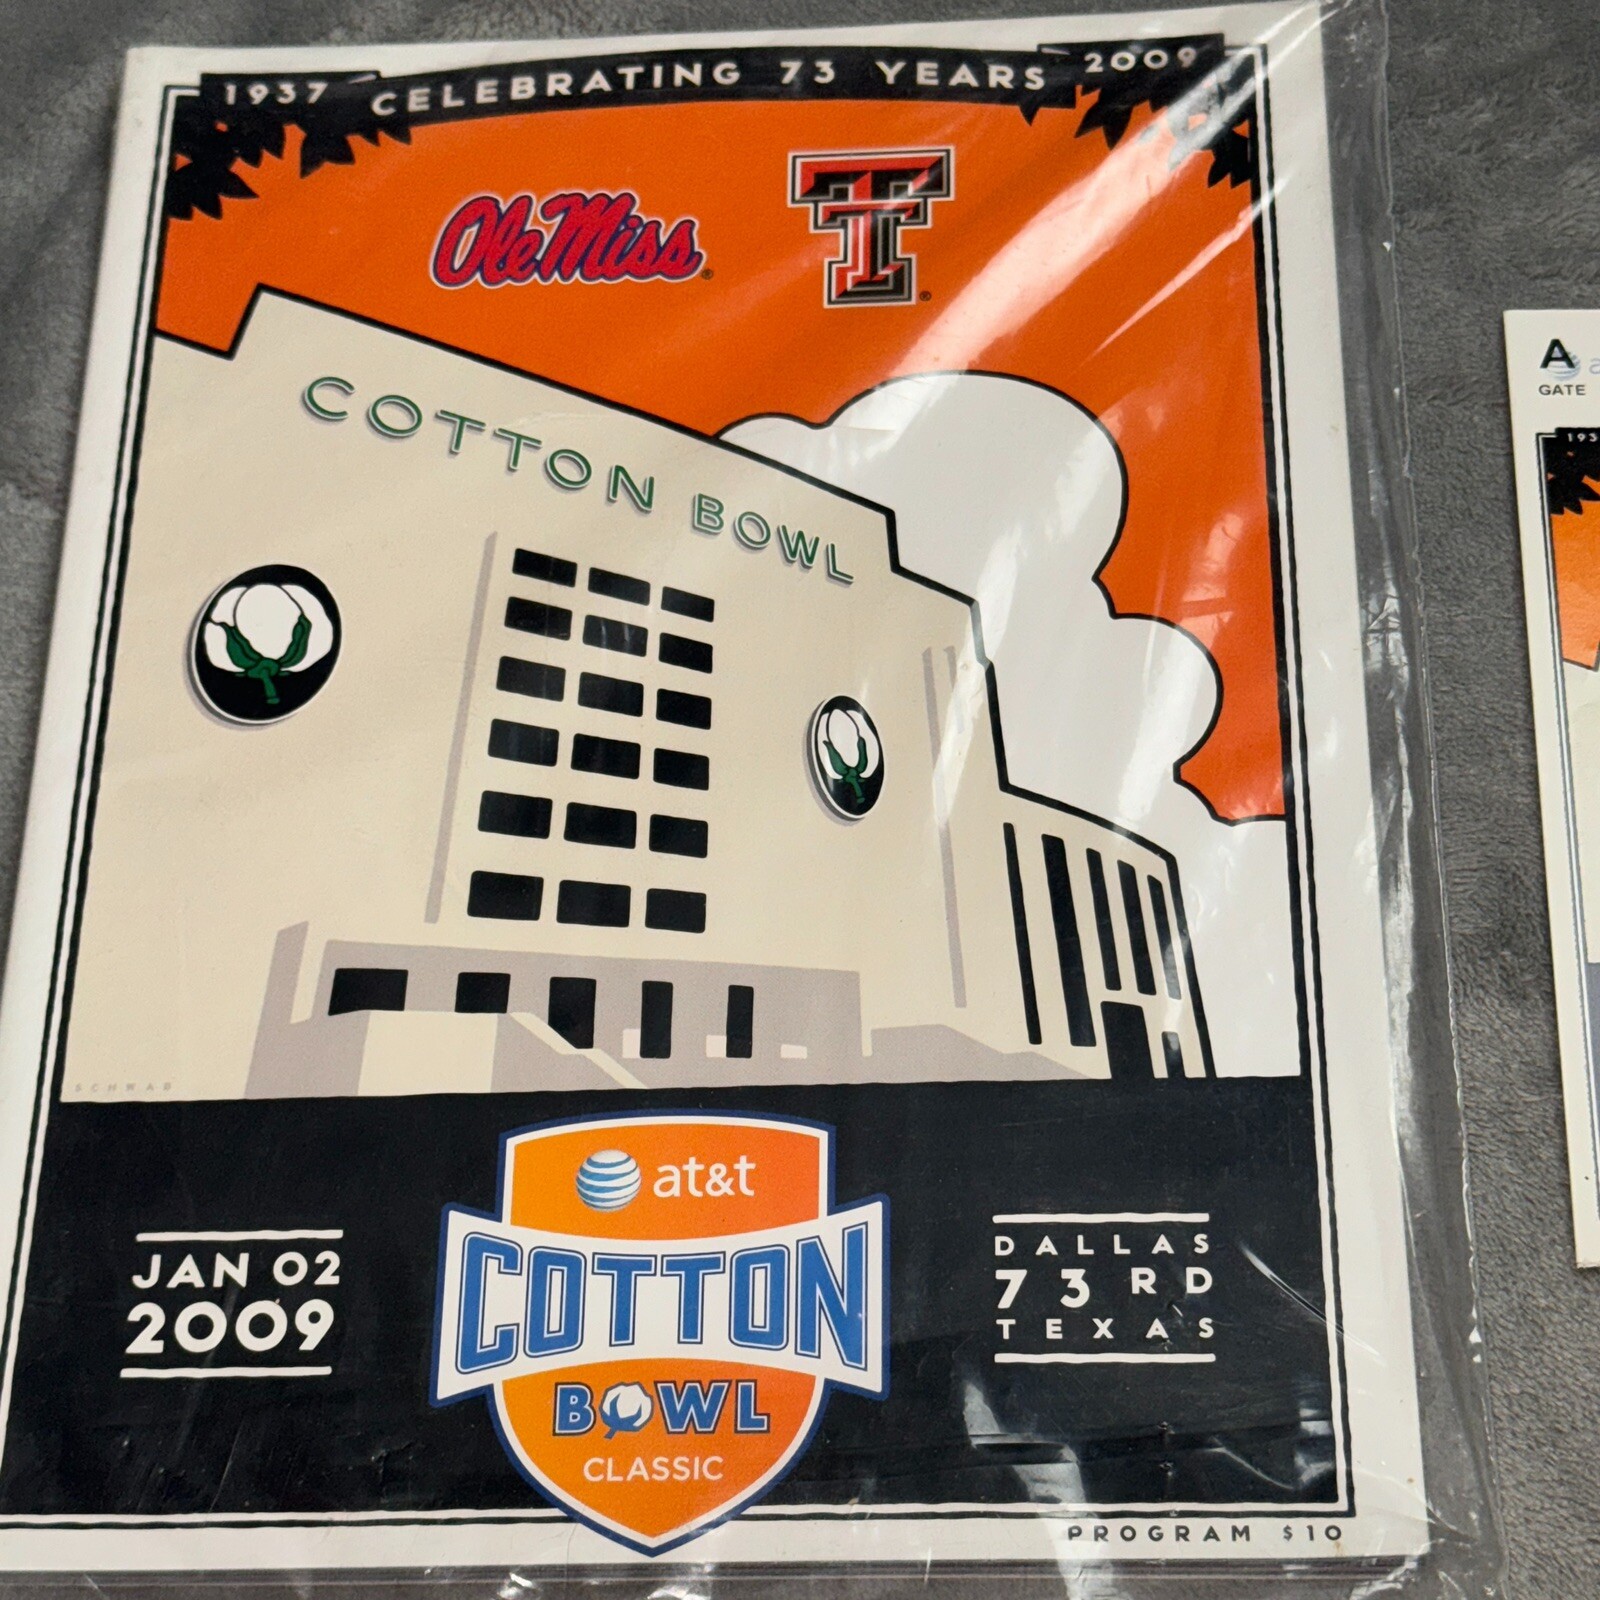 1937 CELEBRATING 73 YEARS 2009
Ole Miss ®
T ®
COTTON BOWL
SCHWAB
at&t
COTTON
BOWL
CLASSIC
JAN 02
2009
DALLAS
73RD
TEXAS
PROGRAM $10
A
GATE